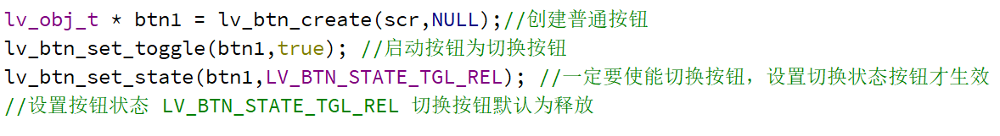 lv_obj_t * btn1 = lv_btn_create(scr,NULL);//创建普通按钮
lv_btn_set_toggle(btn1,true); //启动按钮为切换按钮
lv_btn_set_state(btn1,LV_BTN_STATE_TGL_REL); //一定要使能切换按钮，设置切换状态按钮才生效
//设置按钮状态 LV_BTN_STATE_TGL_REL 切换按钮默认为释放